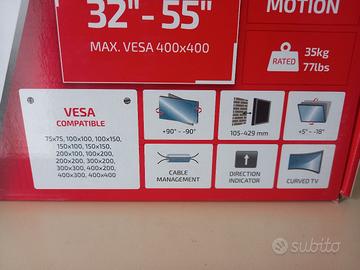 32"- 55"
MAX. VESA 400x400
MOTION
35kg
77lbs
RATED
VESA
COMPATIBLE
75x75, 100x100, 100x150,
150x100, 150x150,
200x100, 100x200,
200x200, 300x200,
300x300, 400x200,
400x300, 400x400
+90° - -90°
105-429 mm
+5° - -18°
CABLE
MANAGEMENT
DIRECTION
INDICATOR
CURVED TV
subito